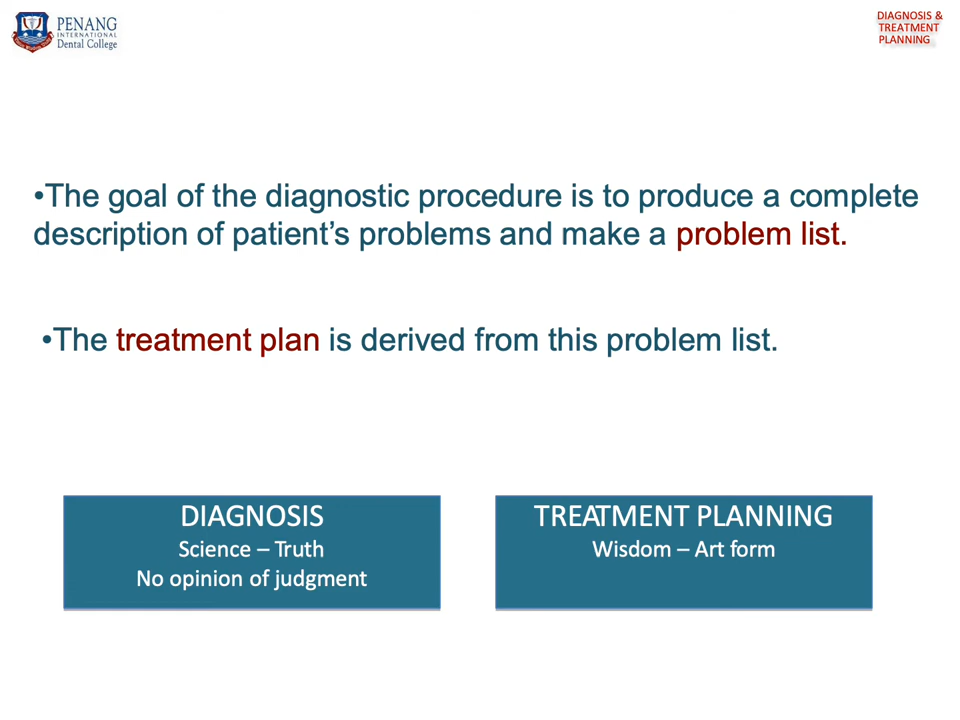 PENANG
INTERNATIONAL
Dental College
DIAGNOSIS &
TREATMENT
PLANNING
•The goal of the diagnostic procedure is to produce a complete
description of patient’s problems and make a problem list.
•The treatment plan is derived from this problem list.
DIAGNOSIS
Science – Truth
No opinion of judgment
TREATMENT PLANNING
Wisdom – Art form